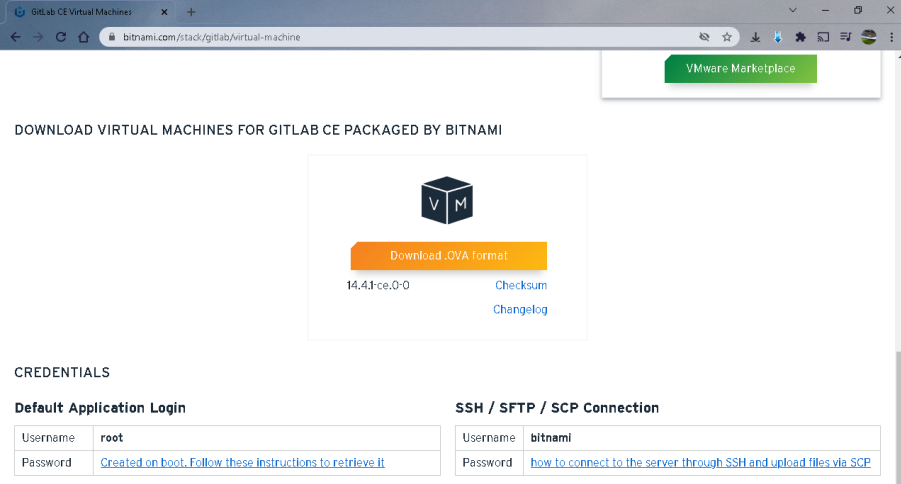 GitLab CE Virtual Machines
bitnami.com/stack/gitlab/virtual-machine
VMware Marketplace
DOWNLOAD VIRTUAL MACHINES FOR GITLAB CE PACKAGED BY BITNAMI
V M
Download .OVA format
14.4.1-ce.0-0 Checksum
Changelog
CREDENTIALS
Default Application Login
Username root
Password Created on boot. Follow these instructions to retrieve it
SSH / SFTP / SCP Connection
Username bitnami
Password how to connect to the server through SSH and upload files via SCP